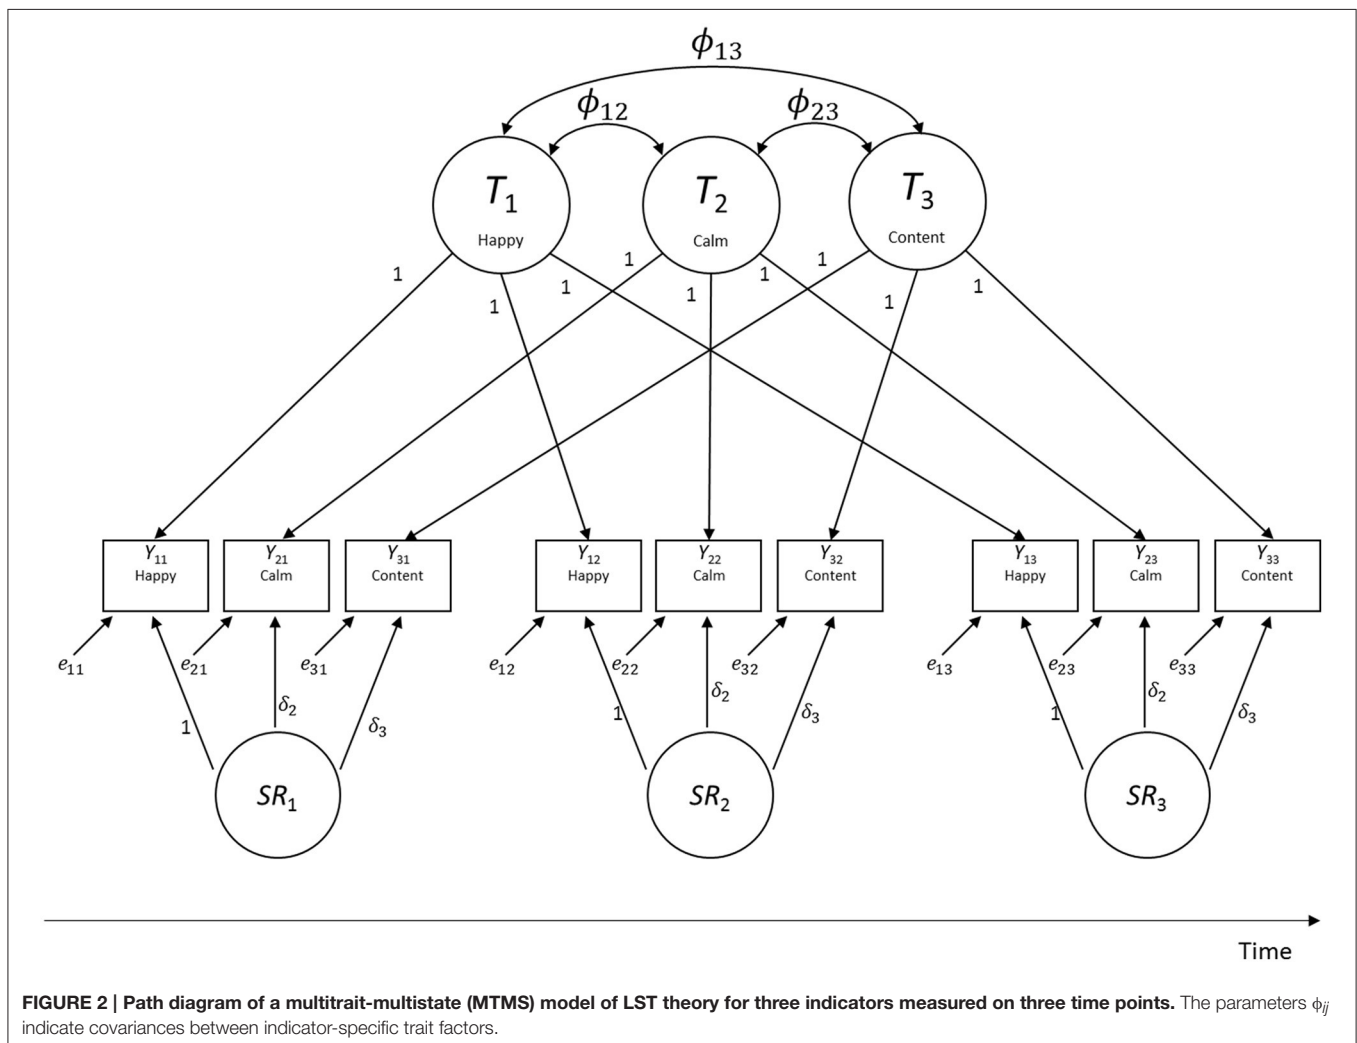 ϕ₁₃
ϕ₁₂ ϕ₂₃
T₁ T₂ T₃
Happy Calm Content
1 1 1 1 1 1 1 1 1
Y₁₁ Y₂₁ Y₃₁ Y₁₂ Y₂₂ Y₃₂ Y₁₃ Y₂₃ Y₃₃
Happy Calm Content Happy Calm Content Happy Calm Content
e₁₁ e₂₁ e₃₁ e₁₂ e₂₂ e₃₂ e₁₃ e₂₃ e₃₃
1 δ₂ δ₃ 1 δ₂ δ₃ 1 δ₂ δ₃
SR₁ SR₂ SR₃
Time
FIGURE 2 | Path diagram of a multitrait-multistate (MTMS) model of LST theory for three indicators measured on three time points. The parameters ϕᵢⱼ
indicate covariances between indicator-specific trait factors.